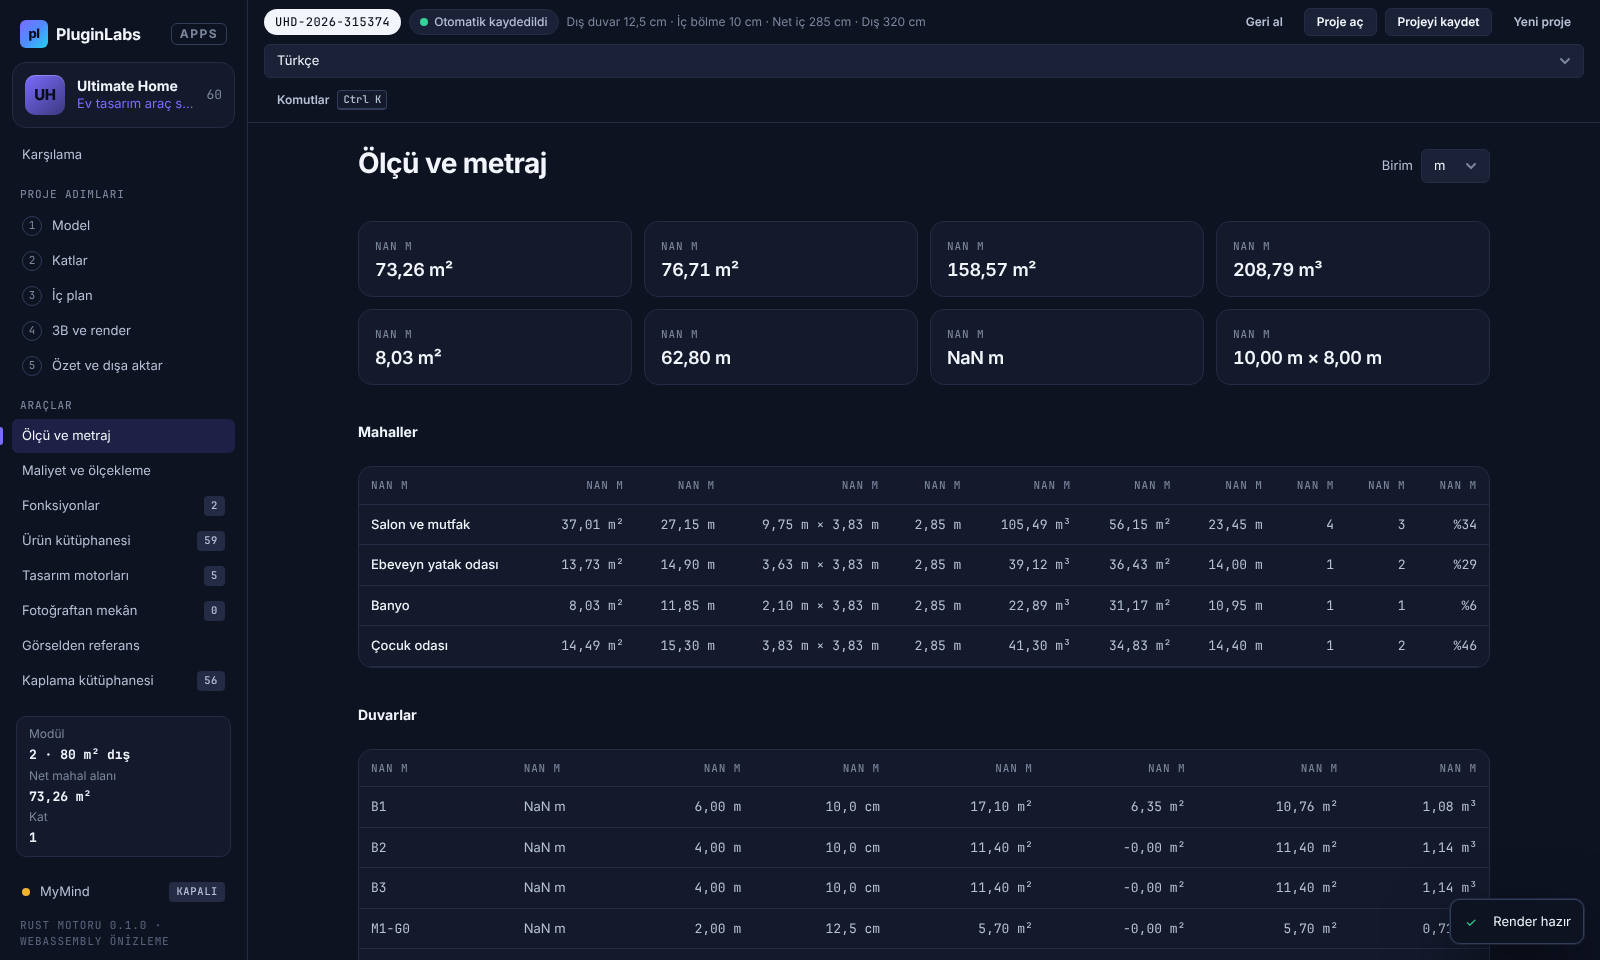 pl PluginLabs APPS
UH Ultimate Home 60
Ev tasarım araç s...
Karşılama
PROJE ADIMLARI
1 Model
2 Katlar
3 İç plan
4 3B ve render
5 Özet ve dışa aktar
ARAÇLAR
Ölçü ve metraj
Maliyet ve ölçekleme
Fonksiyonlar 2
Ürün kütüphanesi 59
Tasarım motorları 5
Fotoğraftan mekân 0
Görselden referans
Kaplama kütüphanesi 56
Modül
2 · 80 m² dış
Net mahal alanı
73,26 m²
Kat
1
MyMind KAPALI
RUST MOTORU 0.1.0 ·
WEBASSEMBLY ÖNİZLEME
UHD-2026-315374 Otomatik kaydedildi Dış duvar 12,5 cm · İç bölme 10 cm · Net iç 285 cm · Dış 320 cm Geri al Proje aç Projeyi kaydet Yeni proje
Türkçe
Komutlar Ctrl K
Ölçü ve metraj Birim m
NAN M NAN M NAN M NAN M
73,26 m² 76,71 m² 158,57 m² 208,79 m³
NAN M NAN M NAN M NAN M
8,03 m² 62,80 m NaN m 10,00 m × 8,00 m
Mahaller
NAN M NAN M NAN M NAN M NAN M NAN M NAN M NAN M NAN M NAN M NAN M
Salon ve mutfak 37,01 m² 27,15 m 9,75 m × 3,83 m 2,85 m 105,49 m³ 56,15 m² 23,45 m 4 3 %34
Ebeveyn yatak odası 13,73 m² 14,90 m 3,63 m × 3,83 m 2,85 m 39,12 m³ 36,43 m² 14,00 m 1 2 %29
Banyo 8,03 m² 11,85 m 2,10 m × 3,83 m 2,85 m 22,89 m³ 31,17 m² 10,95 m 1 1 %6
Çocuk odası 14,49 m² 15,30 m 3,83 m × 3,83 m 2,85 m 41,30 m³ 34,83 m² 14,40 m 1 2 %46
Duvarlar
NAN M NAN M NAN M NAN M NAN M NAN M NAN M NAN M
B1 NaN m 6,00 m 10,0 cm 17,10 m² 6,35 m² 10,76 m² 1,08 m³
B2 NaN m 4,00 m 10,0 cm 11,40 m² -0,00 m² 11,40 m² 1,14 m³
B3 NaN m 4,00 m 10,0 cm 11,40 m² -0,00 m² 11,40 m² 1,14 m³
M1-G0 NaN m 2,00 m 12,5 cm 5,70 m² -0,00 m² 5,70 m² 0,71
Render hazır